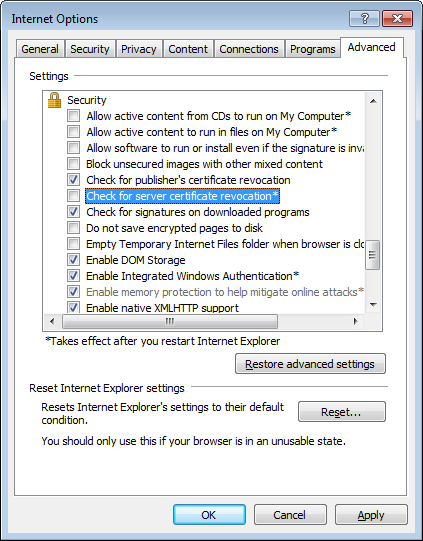 Internet Options
General Security Privacy Content Connections Programs Advanced
Settings
Security
Allow active content from CDs to run on My Computer*
Allow active content to run in files on My Computer*
Allow software to run or install even if the signature is inva
Block unsecured images with other mixed content
Check for publisher's certificate revocation
Check for server certificate revocation*
Check for signatures on downloaded programs
Do not save encrypted pages to disk
Empty Temporary Internet Files folder when browser is clo
Enable DOM Storage
Enable Integrated Windows Authentication*
Enable memory protection to help mitigate online attacks*
Enable native XMLHTTP support
*Takes effect after you restart Internet Explorer
Restore advanced settings
Reset Internet Explorer settings
Resets Internet Explorer's settings to their default
condition.
Reset...
You should only use this if your browser is in an unusable state.
OK Cancel Apply